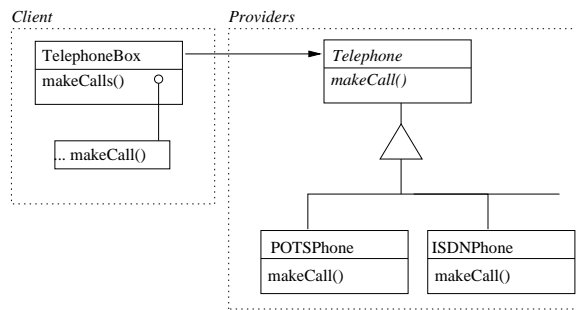 Client
TelephoneBox
makeCalls()
... makeCall()
Providers
Telephone
makeCall()
POTSPhone
makeCall()
ISDNPhone
makeCall()